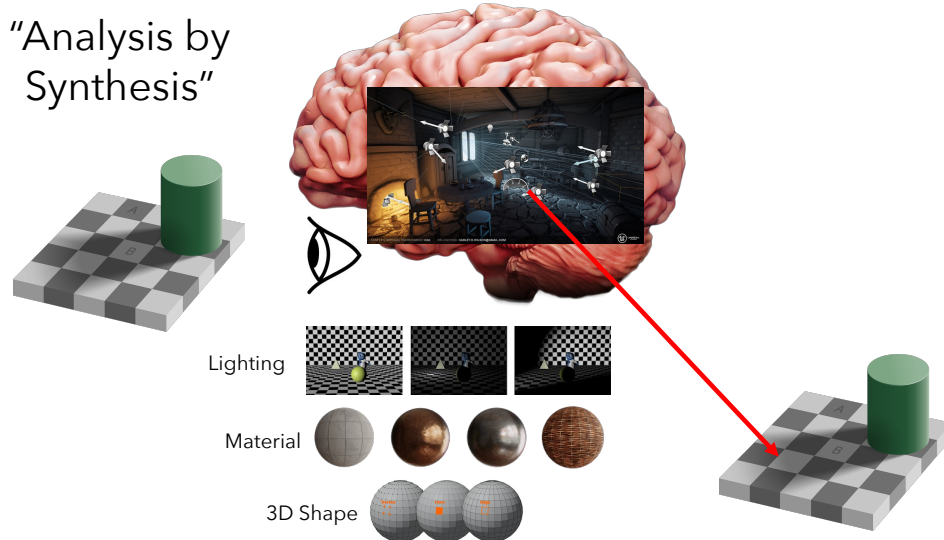 "Analysis by
Synthesis"
A
B
Lighting
Material
3D Shape
A
B